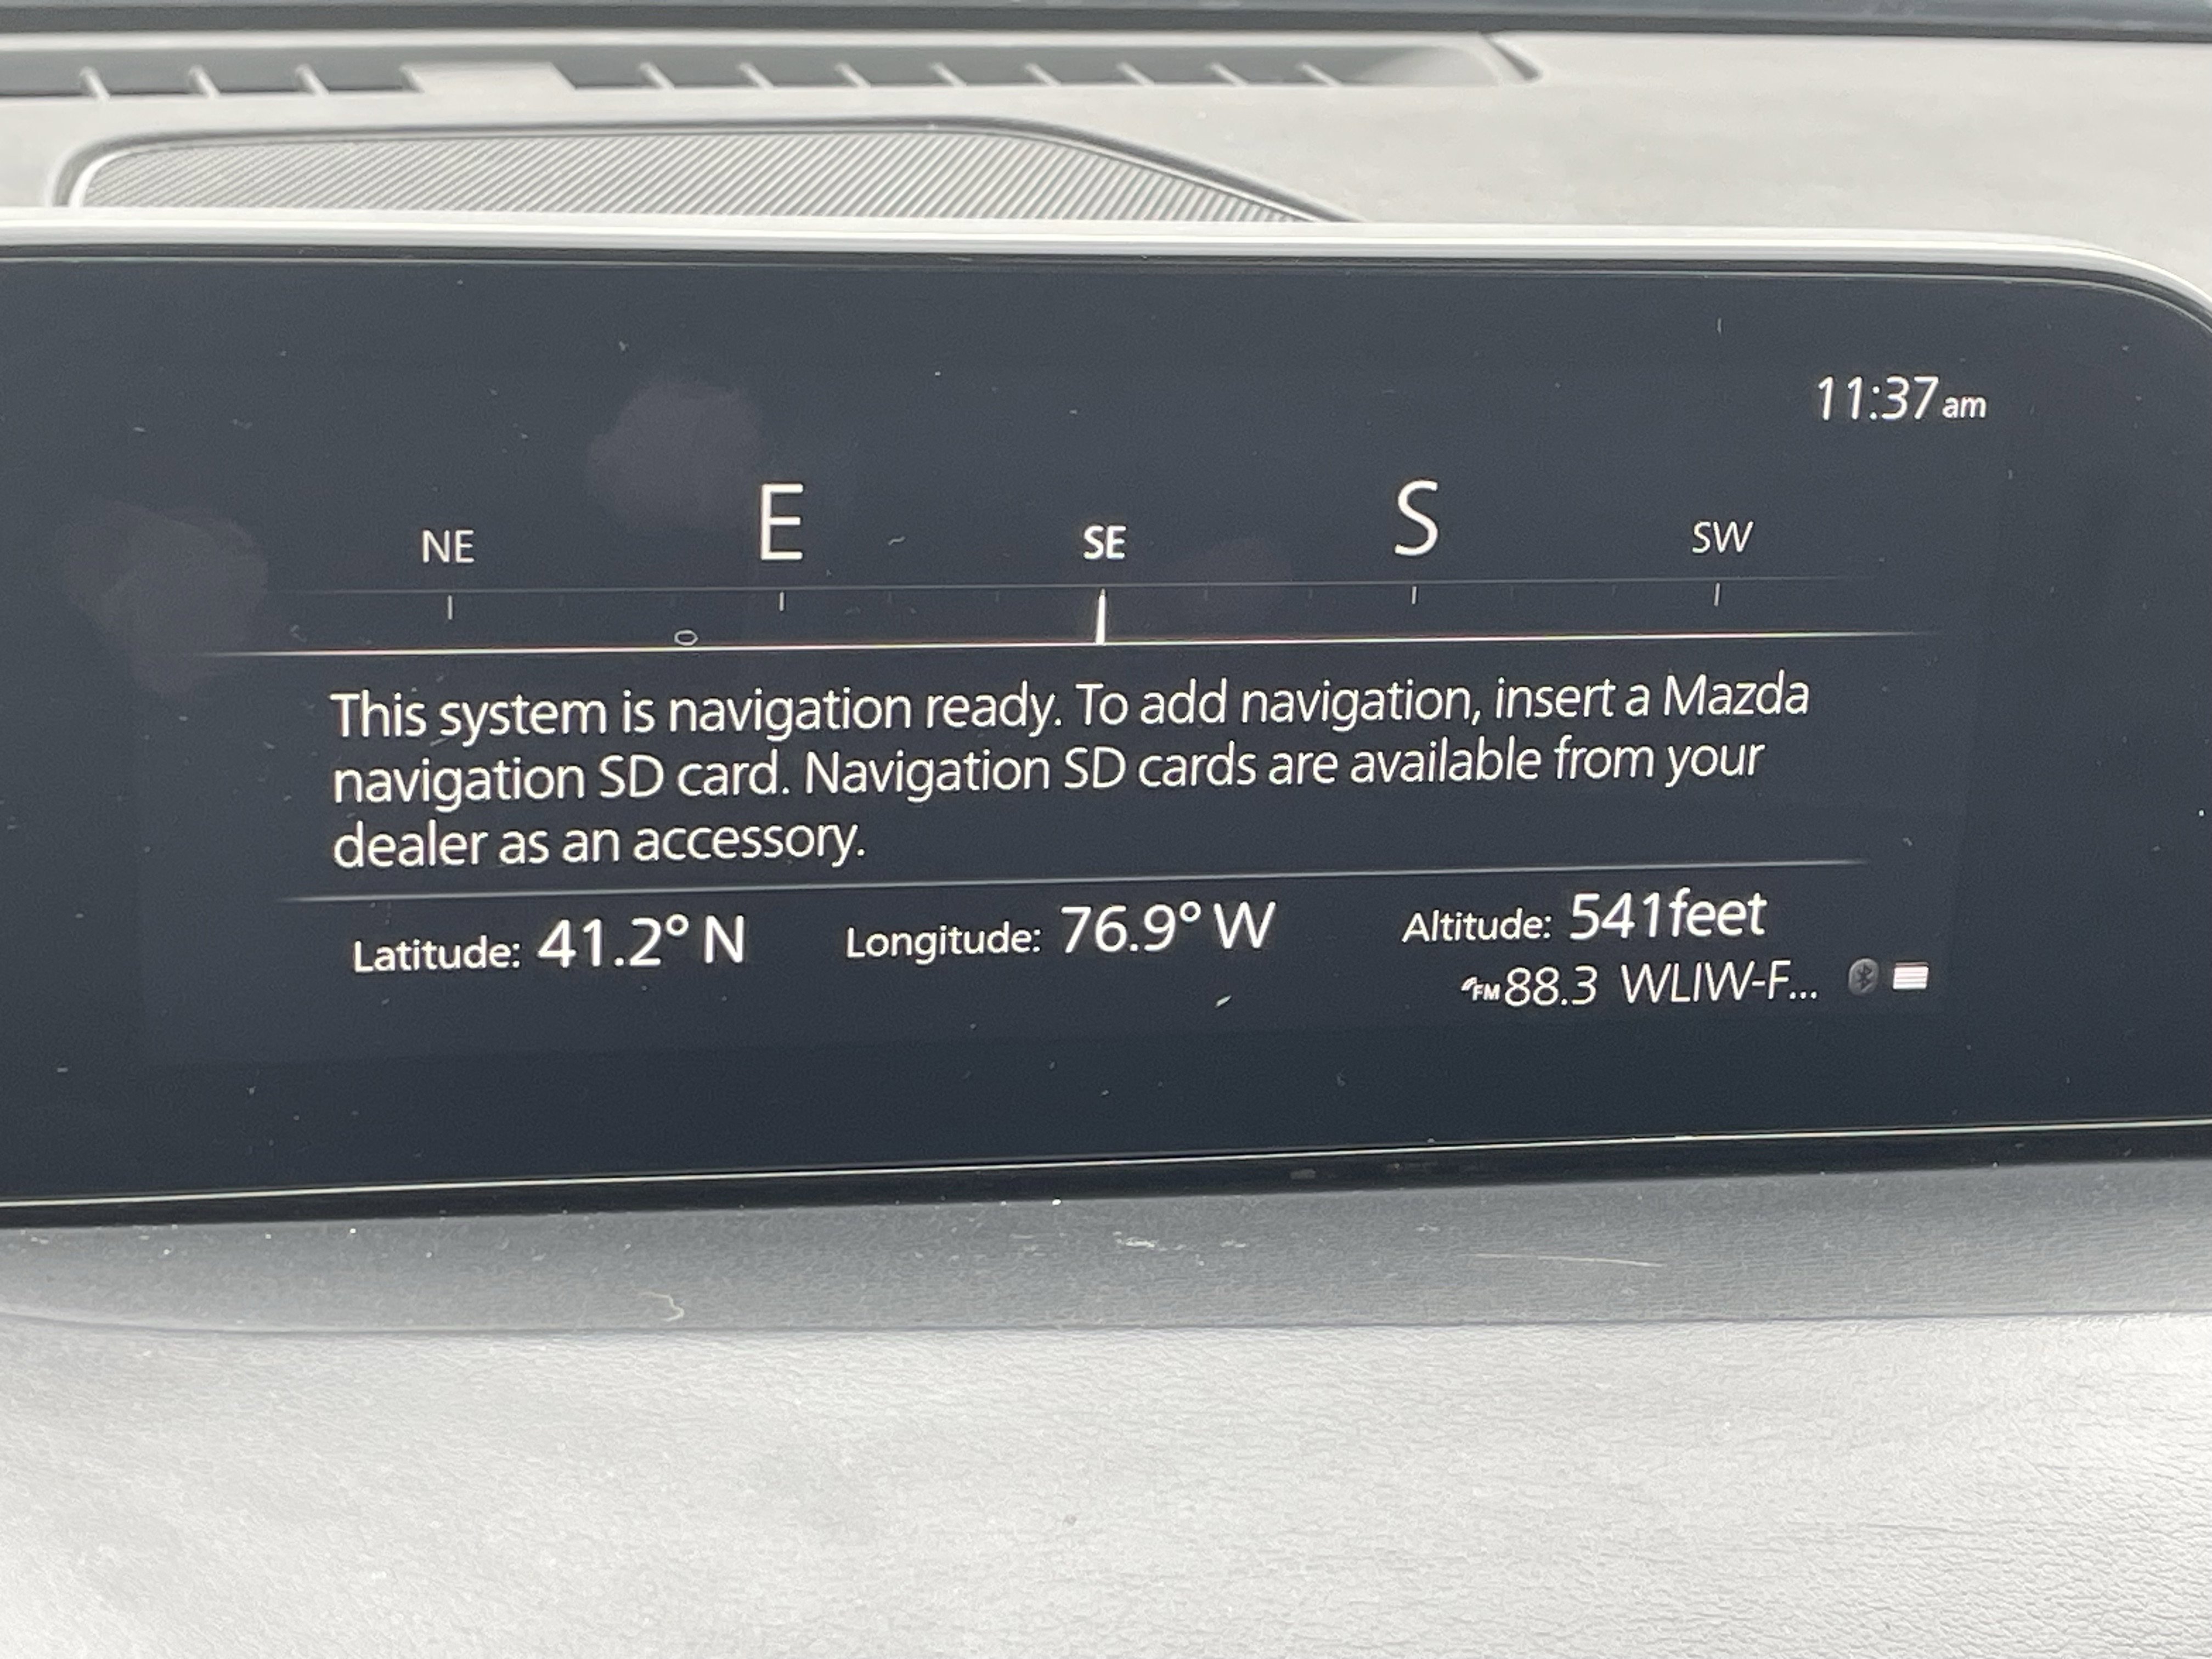 11:37 am
NE E SE S SW
This system is navigation ready. To add navigation, insert a Mazda
navigation SD card. Navigation SD cards are available from your
dealer as an accessory.
Latitude: 41.2° N Longitude: 76.9° W Altitude: 541feet
FM 88.3 WLIW-F...